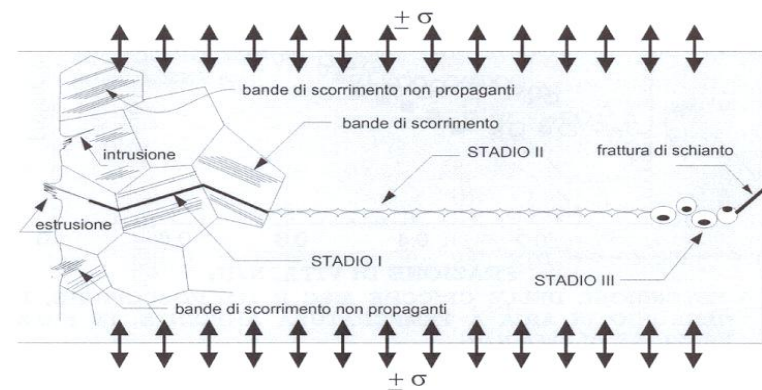 ± σ
bande di scorrimento non propaganti
bande di scorrimento
intrusione
STADIO II
frattura di schianto
estrusione
STADIO I
STADIO III
bande di scorrimento non propaganti
± σ